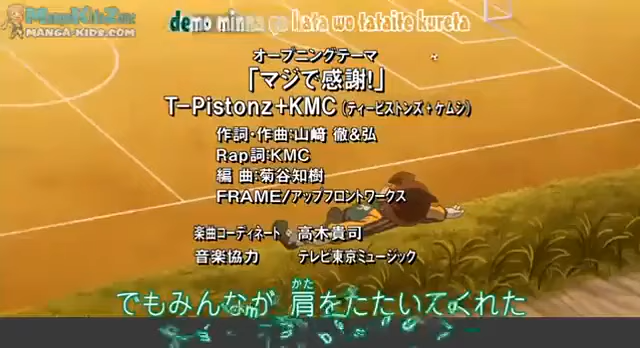 MANGA-KIDS.COM
demo minna ga kata wo tataite kureta
オープニングテーマ
「マジで感謝!」
T-Pistonz+KMC (ティーピストンズ+ケムシ)
作詞・作曲:山﨑 徹&弘
Rap詞:KMC
編 曲:菊谷知樹
FRAME/アップフロントワークス
楽曲コーディネート・高木貴司
音楽協力 テレビ東京ミュージック
かた
でもみんなが 肩をたたいてくれた